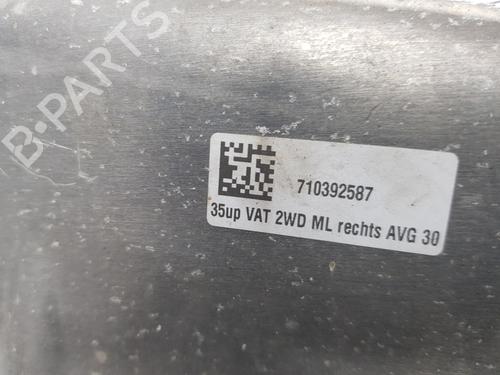 B-PARTS
710392587
35up VAT 2WD ML rechts AVG 30